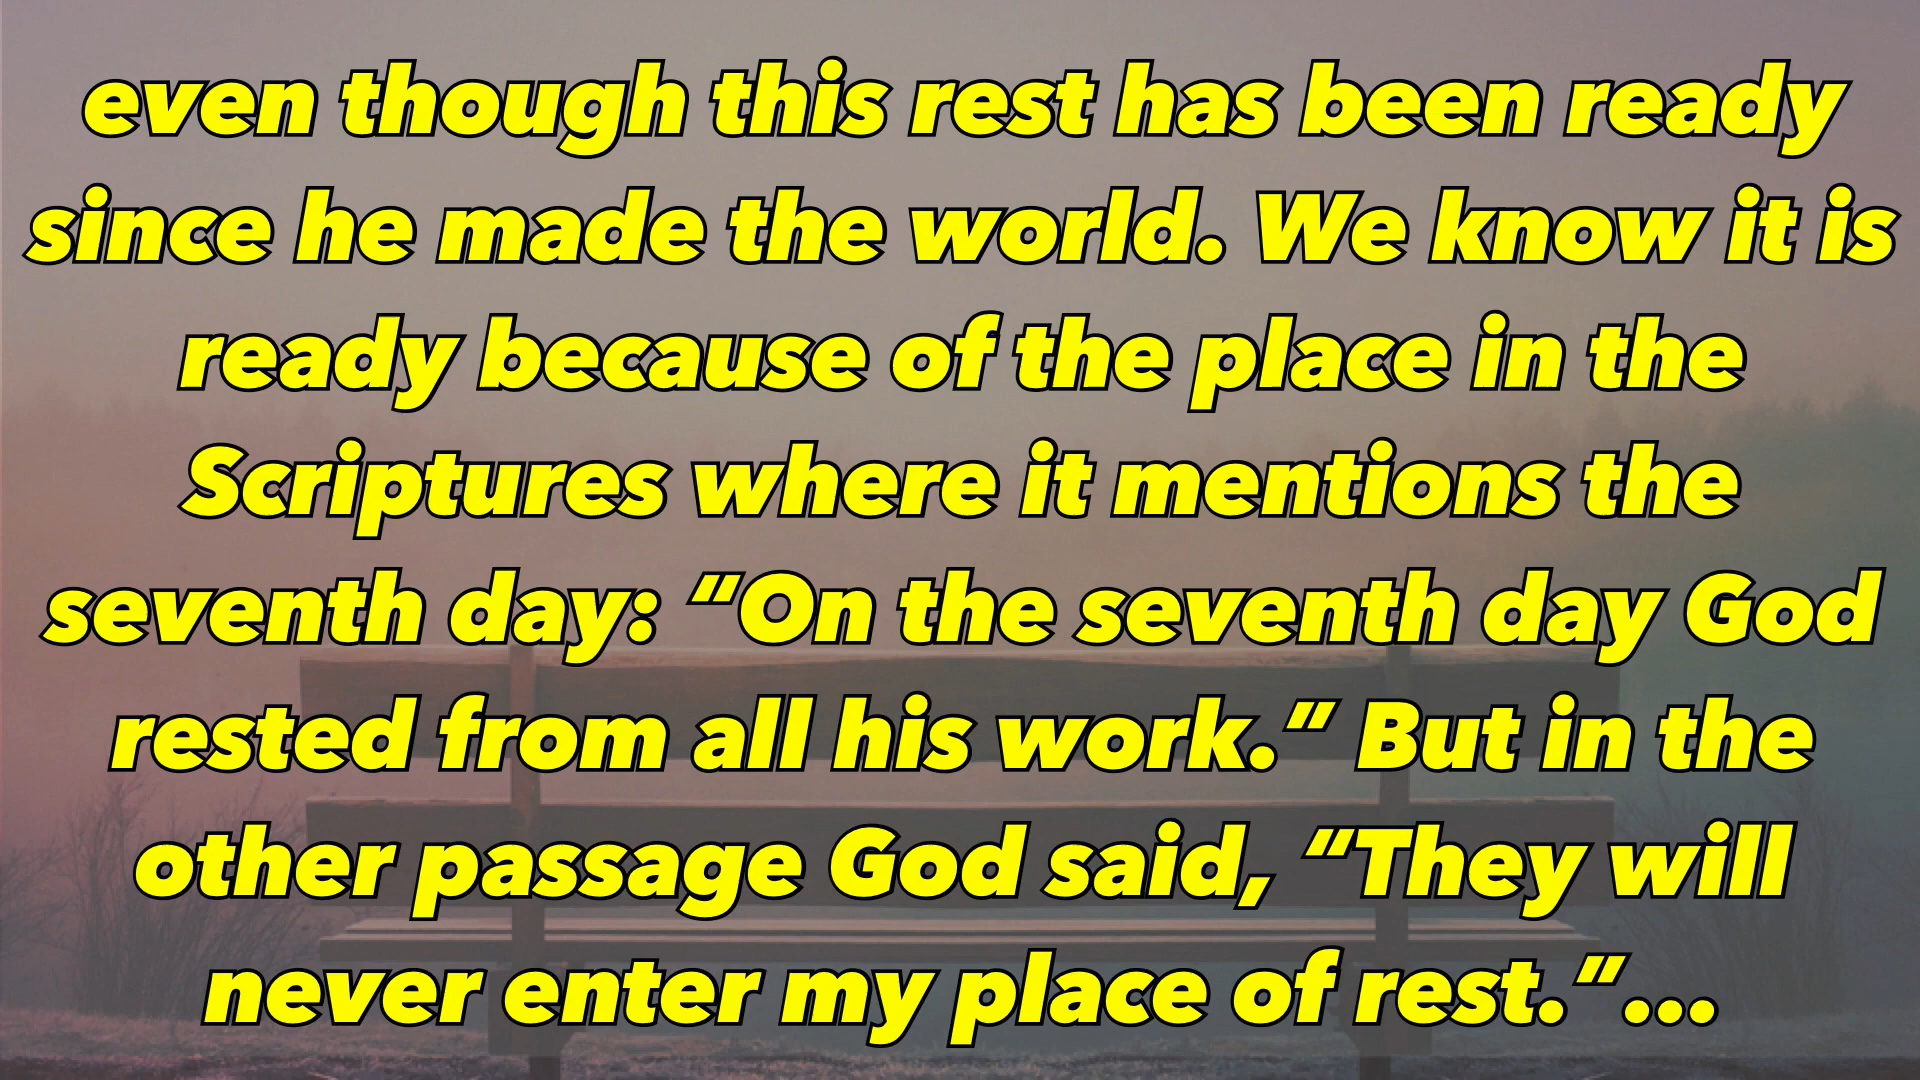 even though this rest has been ready
since he made the world. We know it is
ready because of the place in the
Scriptures where it mentions the
seventh day: “On the seventh day God
rested from all his work.” But in the
other passage God said, “They will
never enter my place of rest.”...